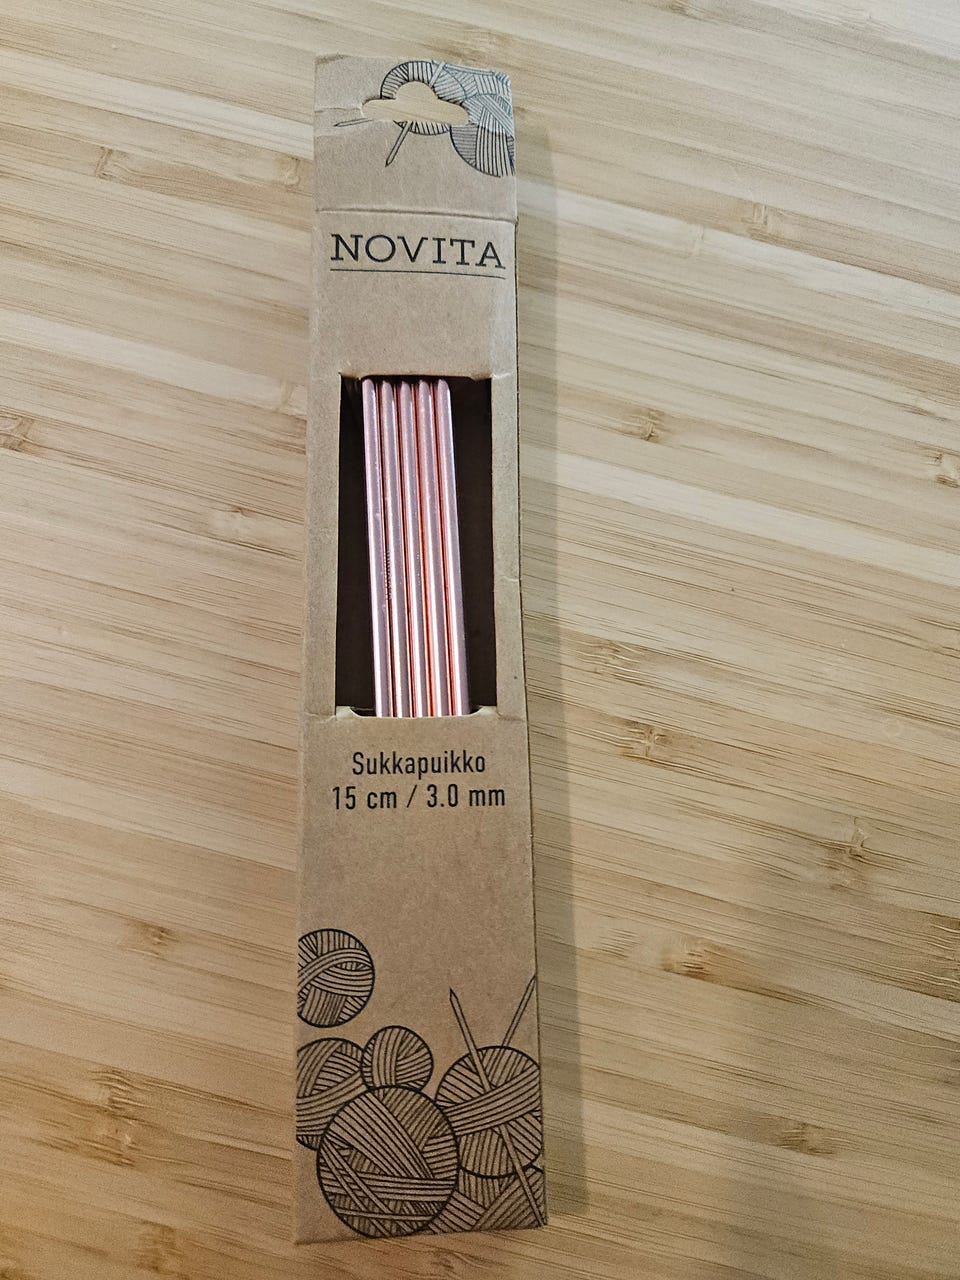 NOVITA
Sukkapuikko
15 cm / 3.0 mm